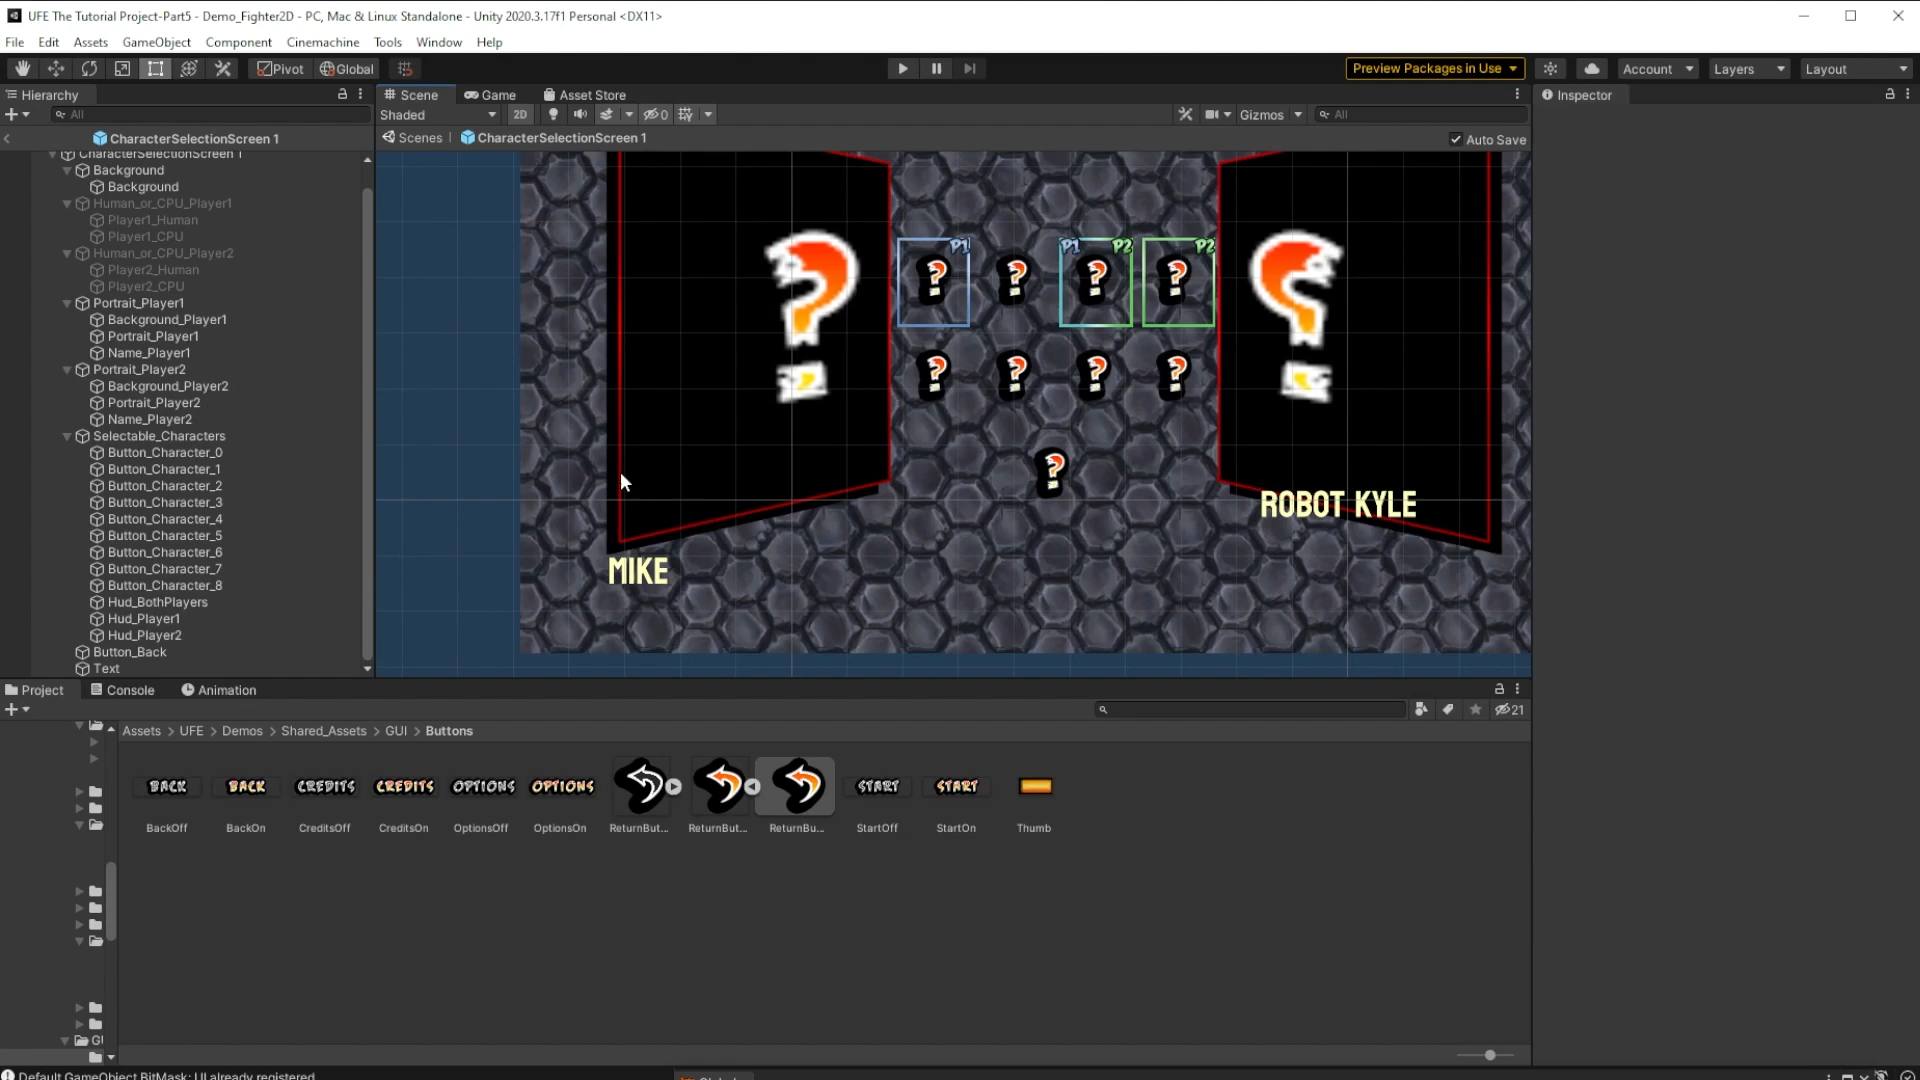 UFE The Tutorial Project-Part5 - Demo_Fighter2D - PC, Mac & Linux Standalone - Unity 2020.3.17f1 Personal <DX11>
File Edit Assets GameObject Component Cinemachine Tools Window Help
Pivot Global Preview Packages in Use Account Layers Layout
Hierarchy Scene Game Asset Store Inspector
All Shaded 2D 0 Gizmos All
CharacterSelectionScreen 1 Scenes CharacterSelectionScreen 1 Auto Save
CharacterSelectionScreen 1
Background
Background
Human_or_CPU_Player1
Player1_Human
Player1_CPU
Human_or_CPU_Player2
Player2_Human
Player2_CPU
Portrait_Player1
Background_Player1
Portrait_Player1
Name_Player1
Portrait_Player2
Background_Player2
Portrait_Player2
Name_Player2
Selectable_Characters
Button_Character_0
Button_Character_1
Button_Character_2
Button_Character_3
Button_Character_4
Button_Character_5
Button_Character_6
Button_Character_7
Button_Character_8
Hud_BothPlayers
Hud_Player1
Hud_Player2
Button_Back
Text
P1 P1 P2 P2
? ? ? ? ? ?
? ? ? ?
?
ROBOT KYLE
MIKE
Project Console Animation
21
Assets > UFE > Demos > Shared_Assets > GUI > Buttons
BACK BACK CREDITS CREDITS OPTIONS OPTIONS START START
BackOff BackOn CreditsOff CreditsOn OptionsOff OptionsOn ReturnBut... ReturnBut... ReturnBu... StartOff StartOn Thumb
Default GameObject BitMask: UI already registered